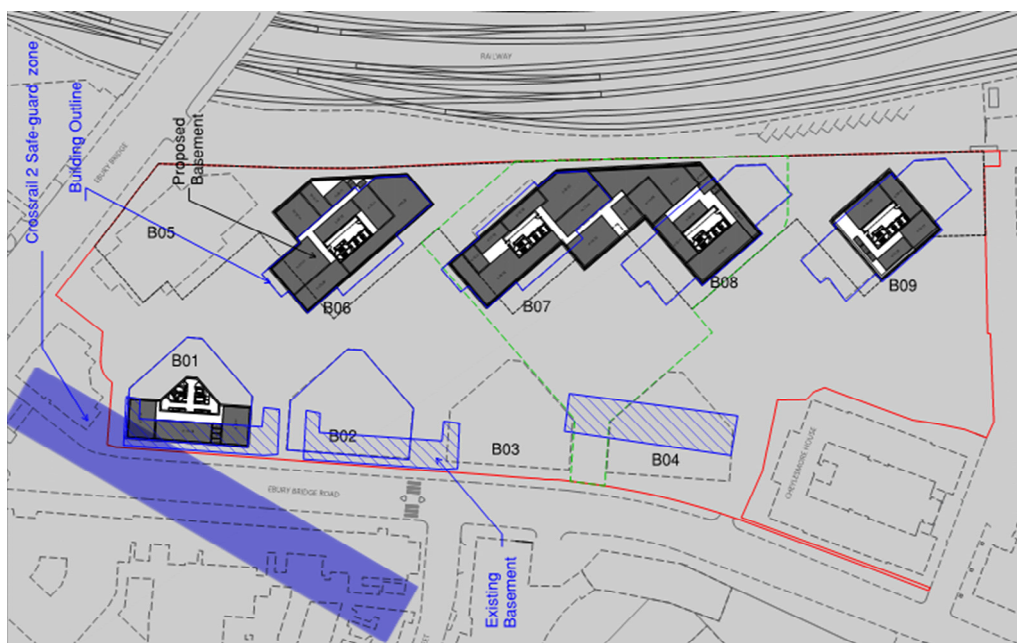 RAILWAY
Crossrail 2 Safe-guard zone
Building Outline
EBURY BRIDGE
Proposed
Basement
B05
B06
B07
B08
B09
B01
B02
B03
B04
EBURY BRIDGE ROAD
CHEYLESMORE HOUSE
Existing
Basement